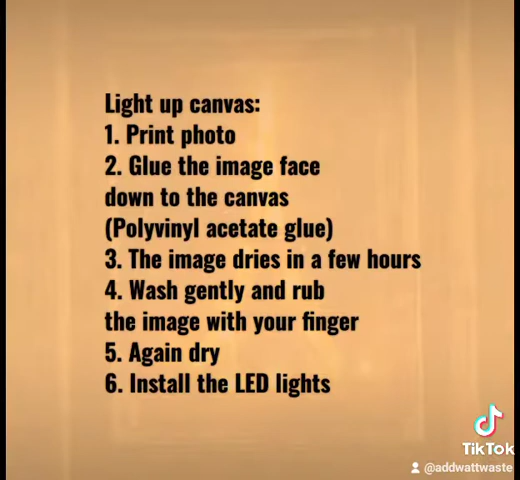 Light up canvas:
1. Print photo
2. Glue the image face
down to the canvas
(Polyvinyl acetate glue)
3. The image dries in a few hours
4. Wash gently and rub
the image with your finger
5. Again dry
6. Install the LED lights
TikTok
@addwattwaste